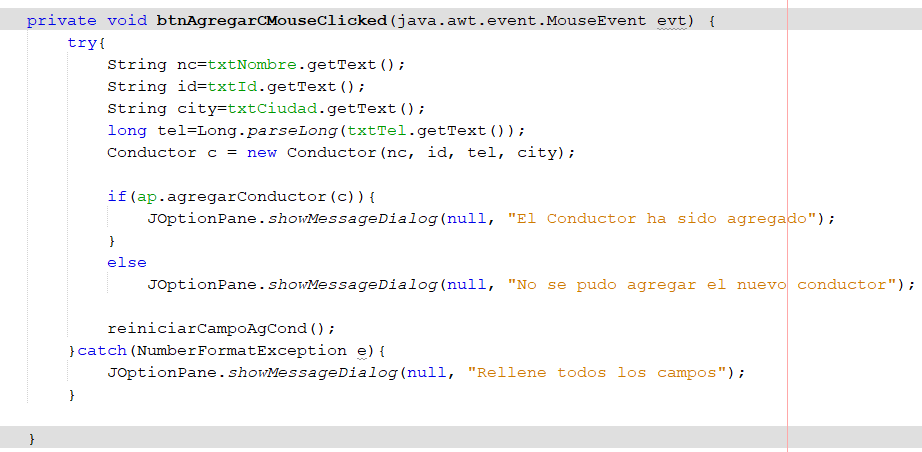 private void btnAgregarCMouseClicked(java.awt.event.MouseEvent evt) {
    try{
        String nc=txtNombre.getText();
        String id=txtId.getText();
        String city=txtCiudad.getText();
        long tel=Long.parseLong(txtTel.getText());
        Conductor c = new Conductor(nc, id, tel, city);

        if(ap.agregarConductor(c)){
            JOptionPane.showMessageDialog(null, "El Conductor ha sido agregado");
        }
        else
            JOptionPane.showMessageDialog(null, "No se pudo agregar el nuevo conductor");

        reiniciarCampoAgCond();
    }catch(NumberFormatException e){
        JOptionPane.showMessageDialog(null, "Rellene todos los campos");
    }

}